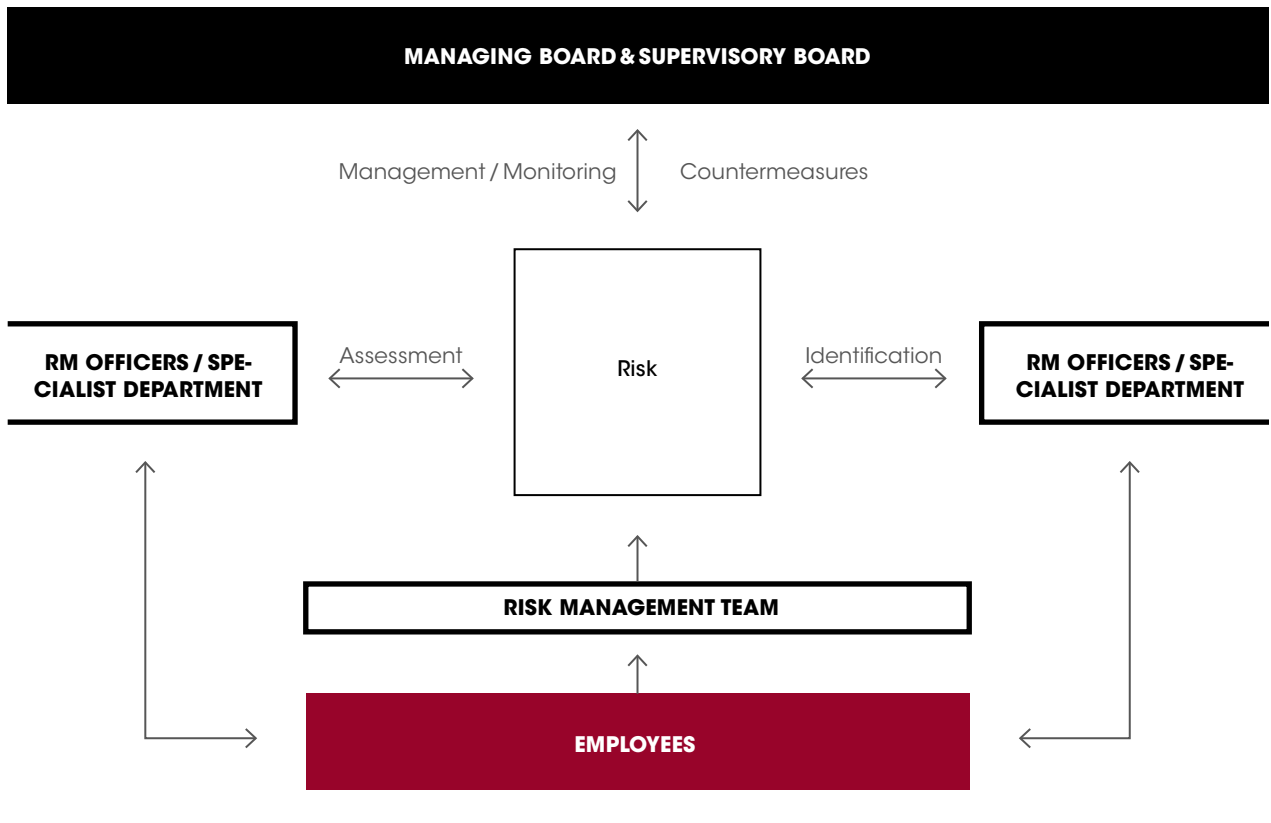 MANAGING BOARD & SUPERVISORY BOARD
Management / Monitoring
Countermeasures
RM OFFICERS / SPE-
CIALIST DEPARTMENT
Assessment
Risk
Identification
RM OFFICERS / SPE-
CIALIST DEPARTMENT
RISK MANAGEMENT TEAM
EMPLOYEES